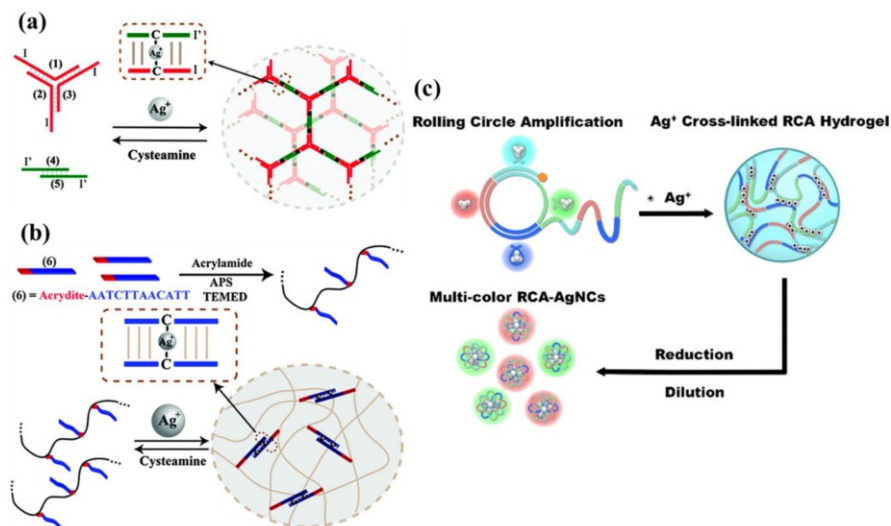 (a)
C I'
Ag⁺
C I
I
(1)
I
(2) (3)
I
Ag⁺
Cysteamine
I' (4)
(5) I'
(b)
(6)
Acrylamide
APS
TEMED
(6) = Acrydite-AATCTTAACATT
C
Ag⁺
C
Ag⁺
Cysteamine
(c)
Rolling Circle Amplification
Ag⁺ Cross-linked RCA Hydrogel
+ Ag⁺
Multi-color RCA-AgNCs
Reduction
Dilution